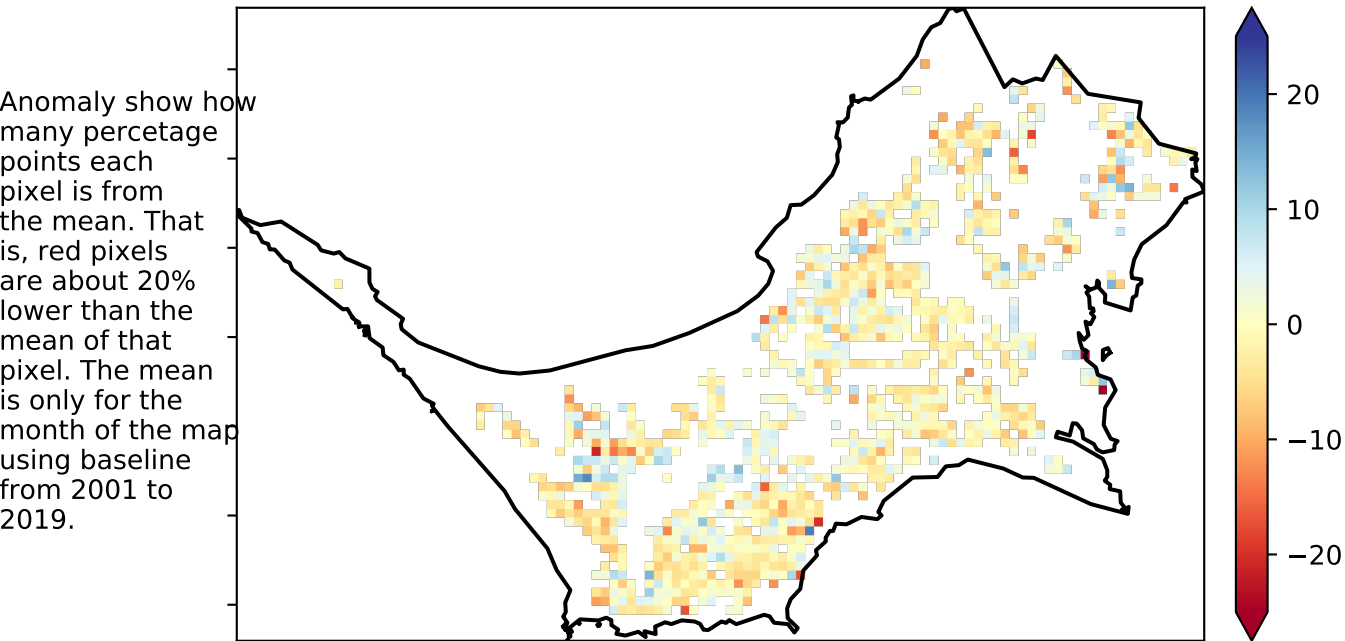 Anomaly show how
many percetage
points each
pixel is from
the mean. That
is, red pixels
are about 20%
lower than the
mean of that
pixel. The mean
is only for the
month of the map
using baseline
from 2001 to
2019.
20
10
0
−10
−20